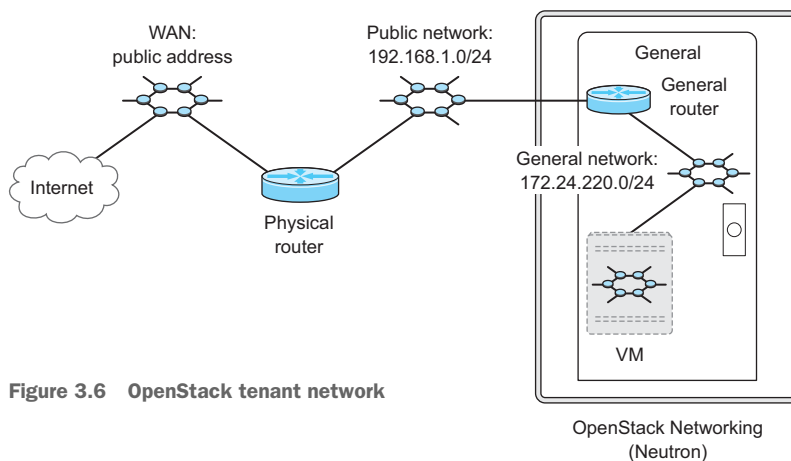 WAN:
public address
Public network:
192.168.1.0/24
General
General
router
General network:
172.24.220.0/24
Internet
Physical
router
VM
Figure 3.6 OpenStack tenant network
OpenStack Networking
(Neutron)